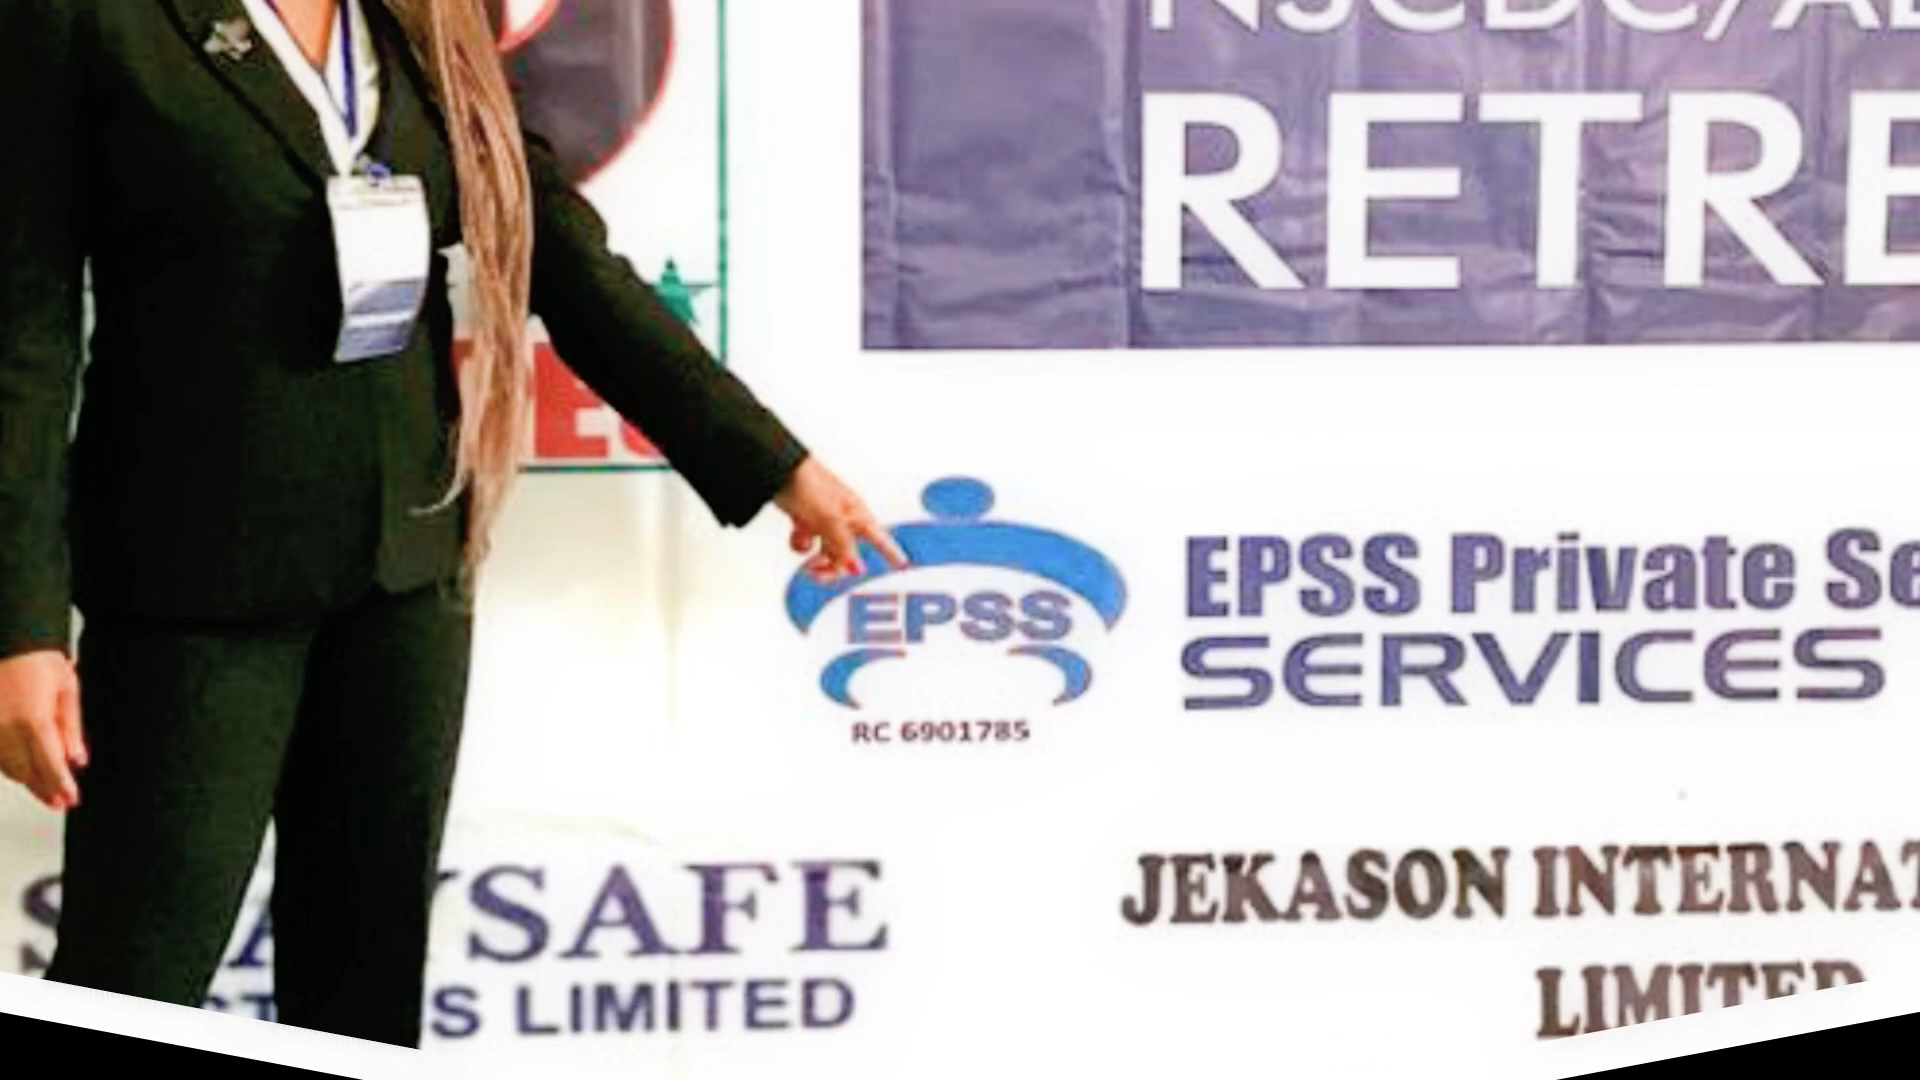 RETRE
EPSS
RC 6901785
EPSS Private Se
SERVICES
YSAFE
S LIMITED
JEKASON INTERNAT
LIMITED